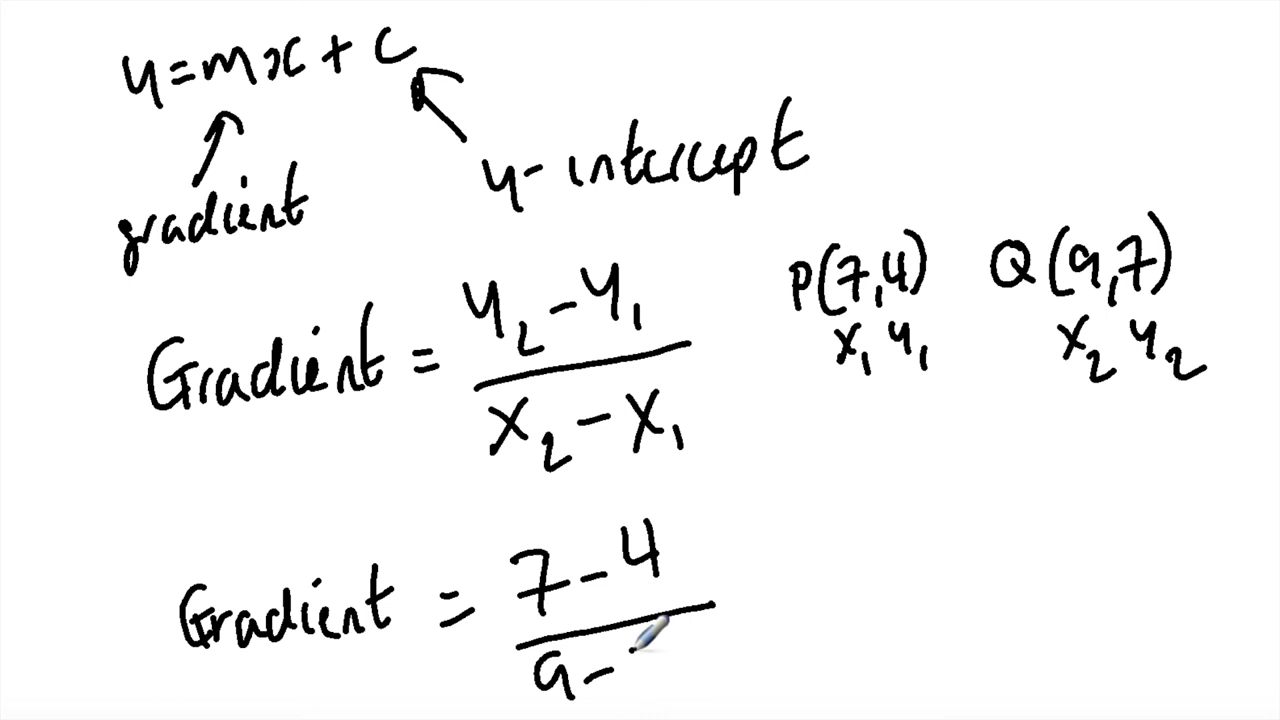 y=mx+c
gradient
y-intercept
P(7,4) Q(9,7)
x₁ y₁ x₂ y₂
Gradient = y₂-y₁
x₂-x₁
Gradient = 7-4
9-